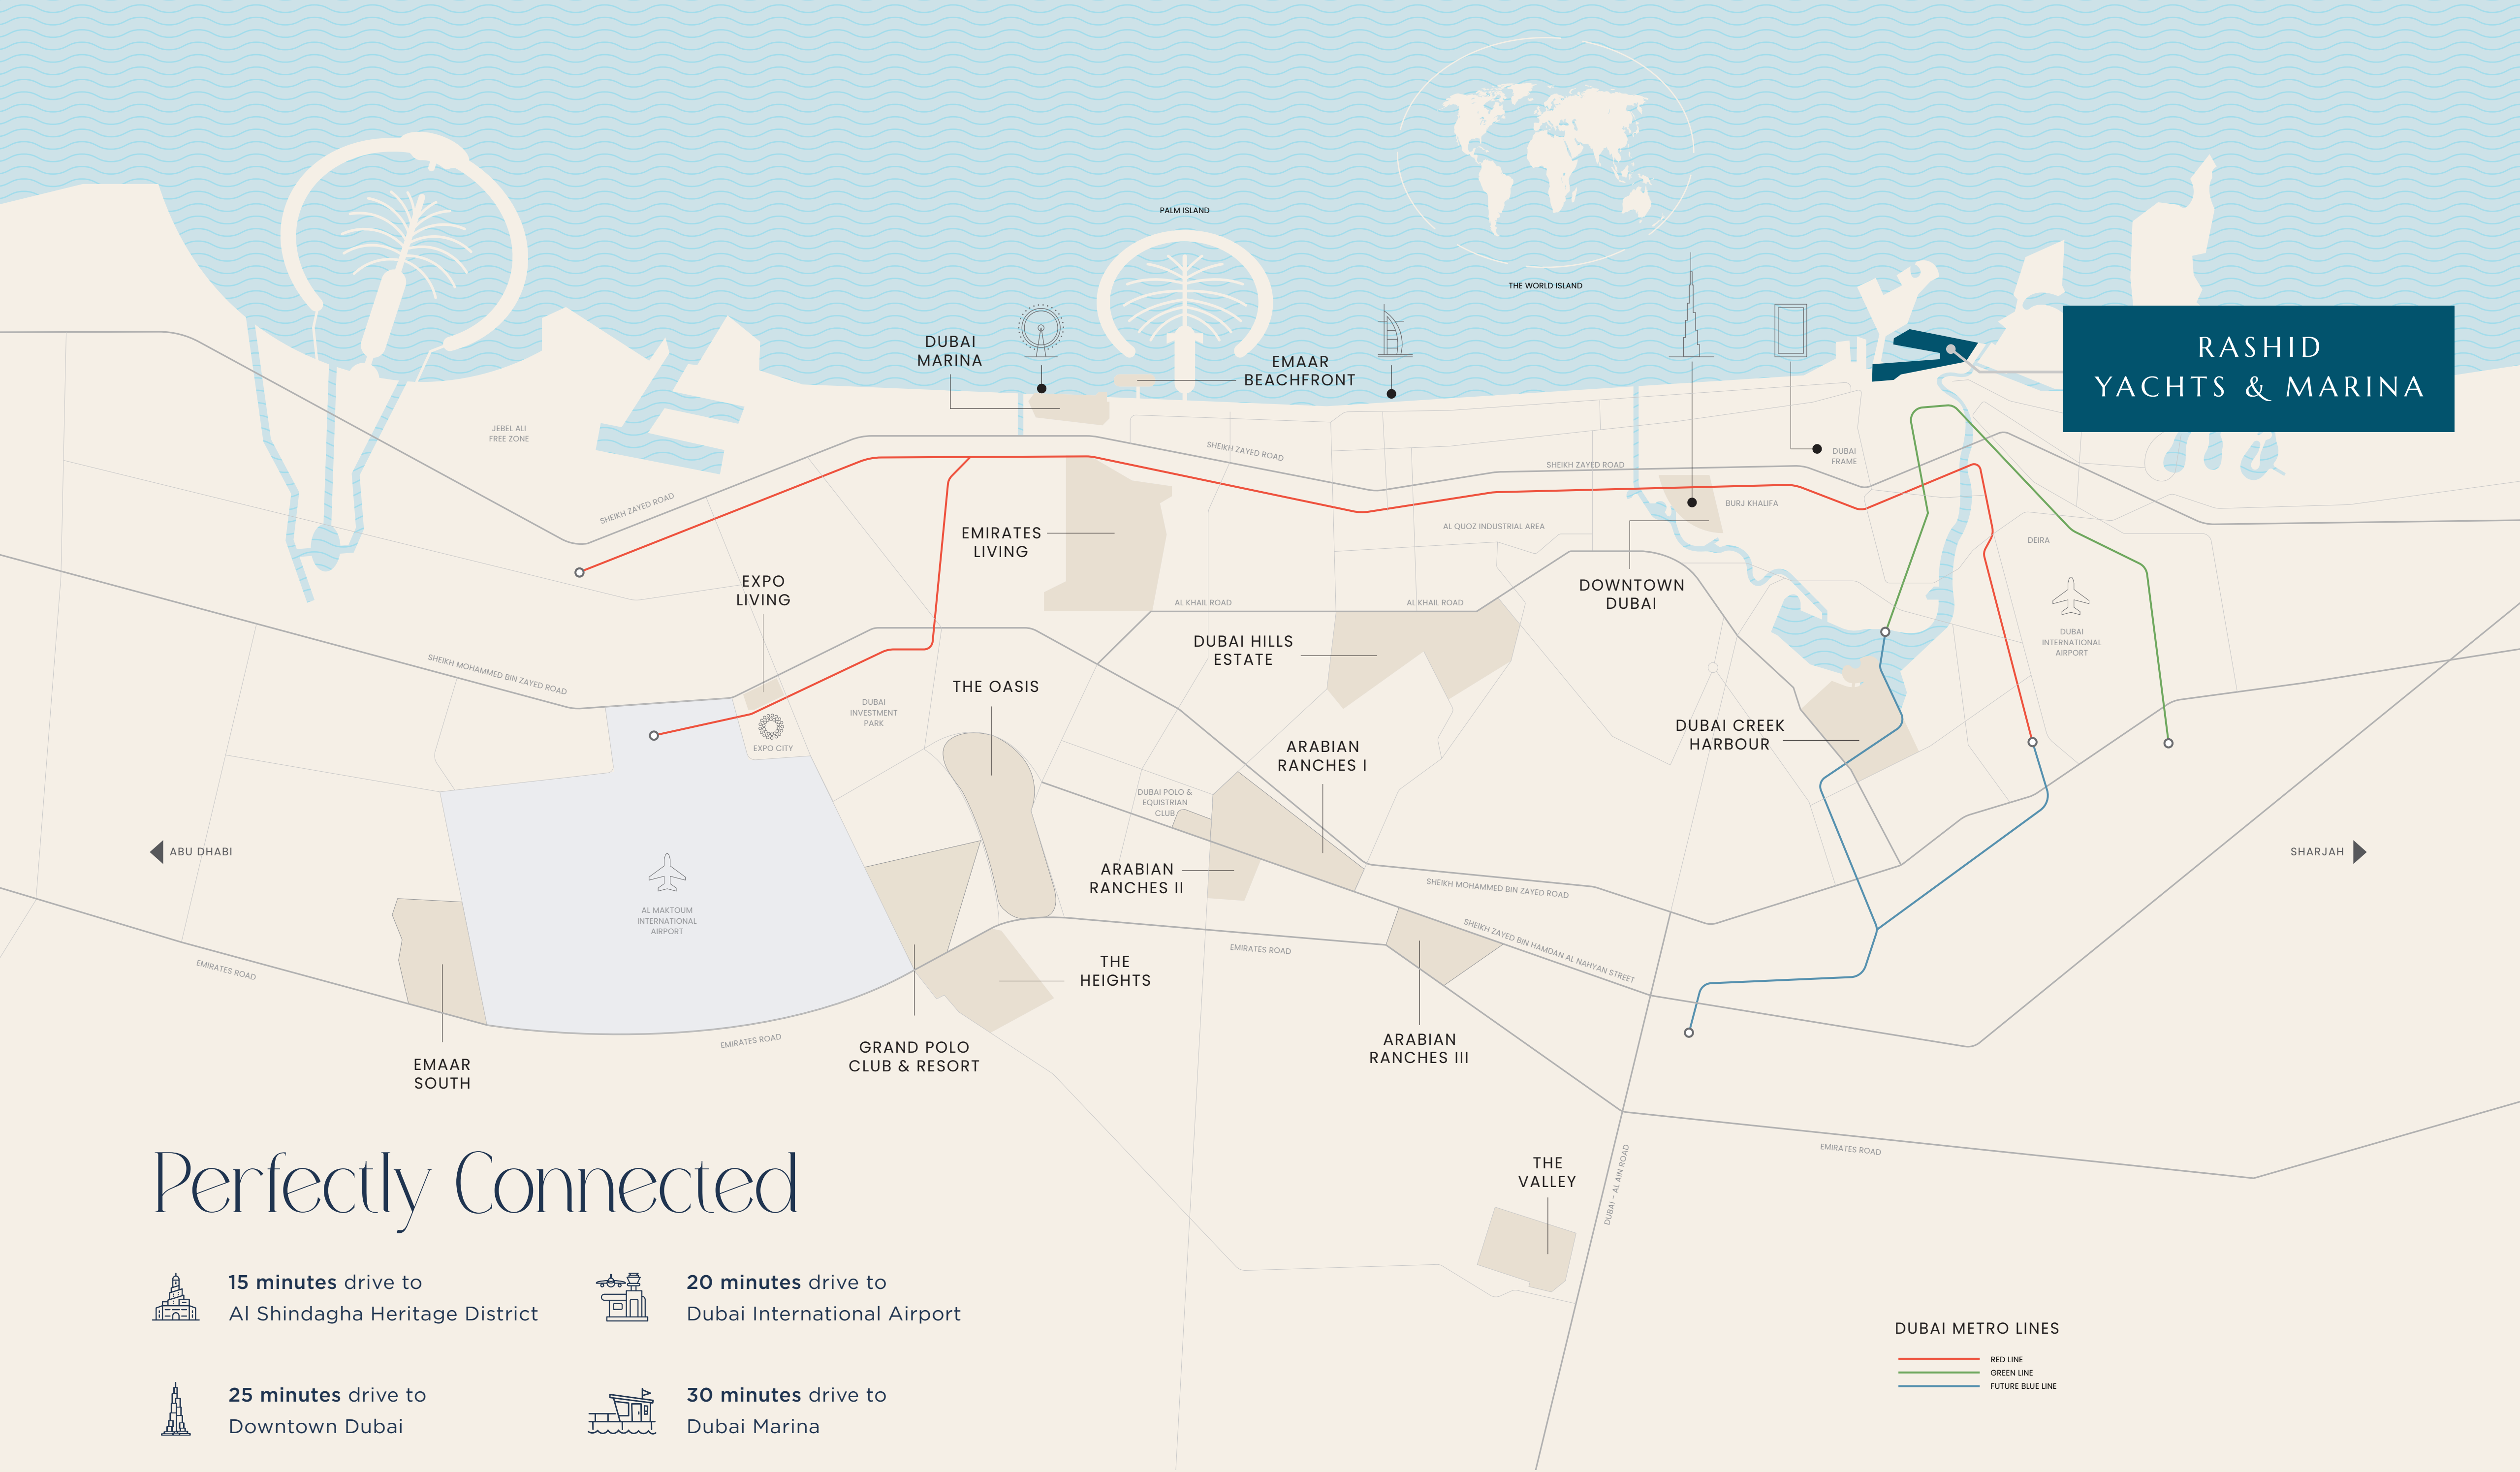 PALM ISLAND
THE WORLD ISLAND
DUBAI
MARINA
EMAAR
BEACHFRONT
RASHID
YACHTS & MARINA
JEBEL ALI
FREE ZONE
SHEIKH ZAYED ROAD
SHEIKH ZAYED ROAD
SHEIKH ZAYED ROAD
DUBAI
FRAME
BURJ KHALIFA
AL QUOZ INDUSTRIAL AREA
DEIRA
EMIRATES
LIVING
EXPO
LIVING
DOWNTOWN
DUBAI
AL KHAIL ROAD
AL KHAIL ROAD
DUBAI HILLS
ESTATE
DUBAI
INTERNATIONAL
AIRPORT
SHEIKH MOHAMMED BIN ZAYED ROAD
THE OASIS
DUBAI
INVESTMENT
PARK
EXPO CITY
DUBAI CREEK
HARBOUR
ARABIAN
RANCHES I
DUBAI POLO &
EQUISTRIAN
CLUB
ABU DHABI
SHARJAH
ARABIAN
RANCHES II
SHEIKH MOHAMMED BIN ZAYED ROAD
AL MAKTOUM
INTERNATIONAL
AIRPORT
SHEIKH ZAYED BIN HAMDAN AL NAHYAN STREET
EMIRATES ROAD
EMIRATES ROAD
THE
HEIGHTS
EMIRATES ROAD
GRAND POLO
CLUB & RESORT
ARABIAN
RANCHES III
EMAAR
SOUTH
EMIRATES ROAD
THE
VALLEY
DUBAI - AL AIN ROAD
Perfectly Connected
15 minutes drive to
Al Shindagha Heritage District
20 minutes drive to
Dubai International Airport
25 minutes drive to
Downtown Dubai
30 minutes drive to
Dubai Marina
DUBAI METRO LINES
RED LINE
GREEN LINE
FUTURE BLUE LINE